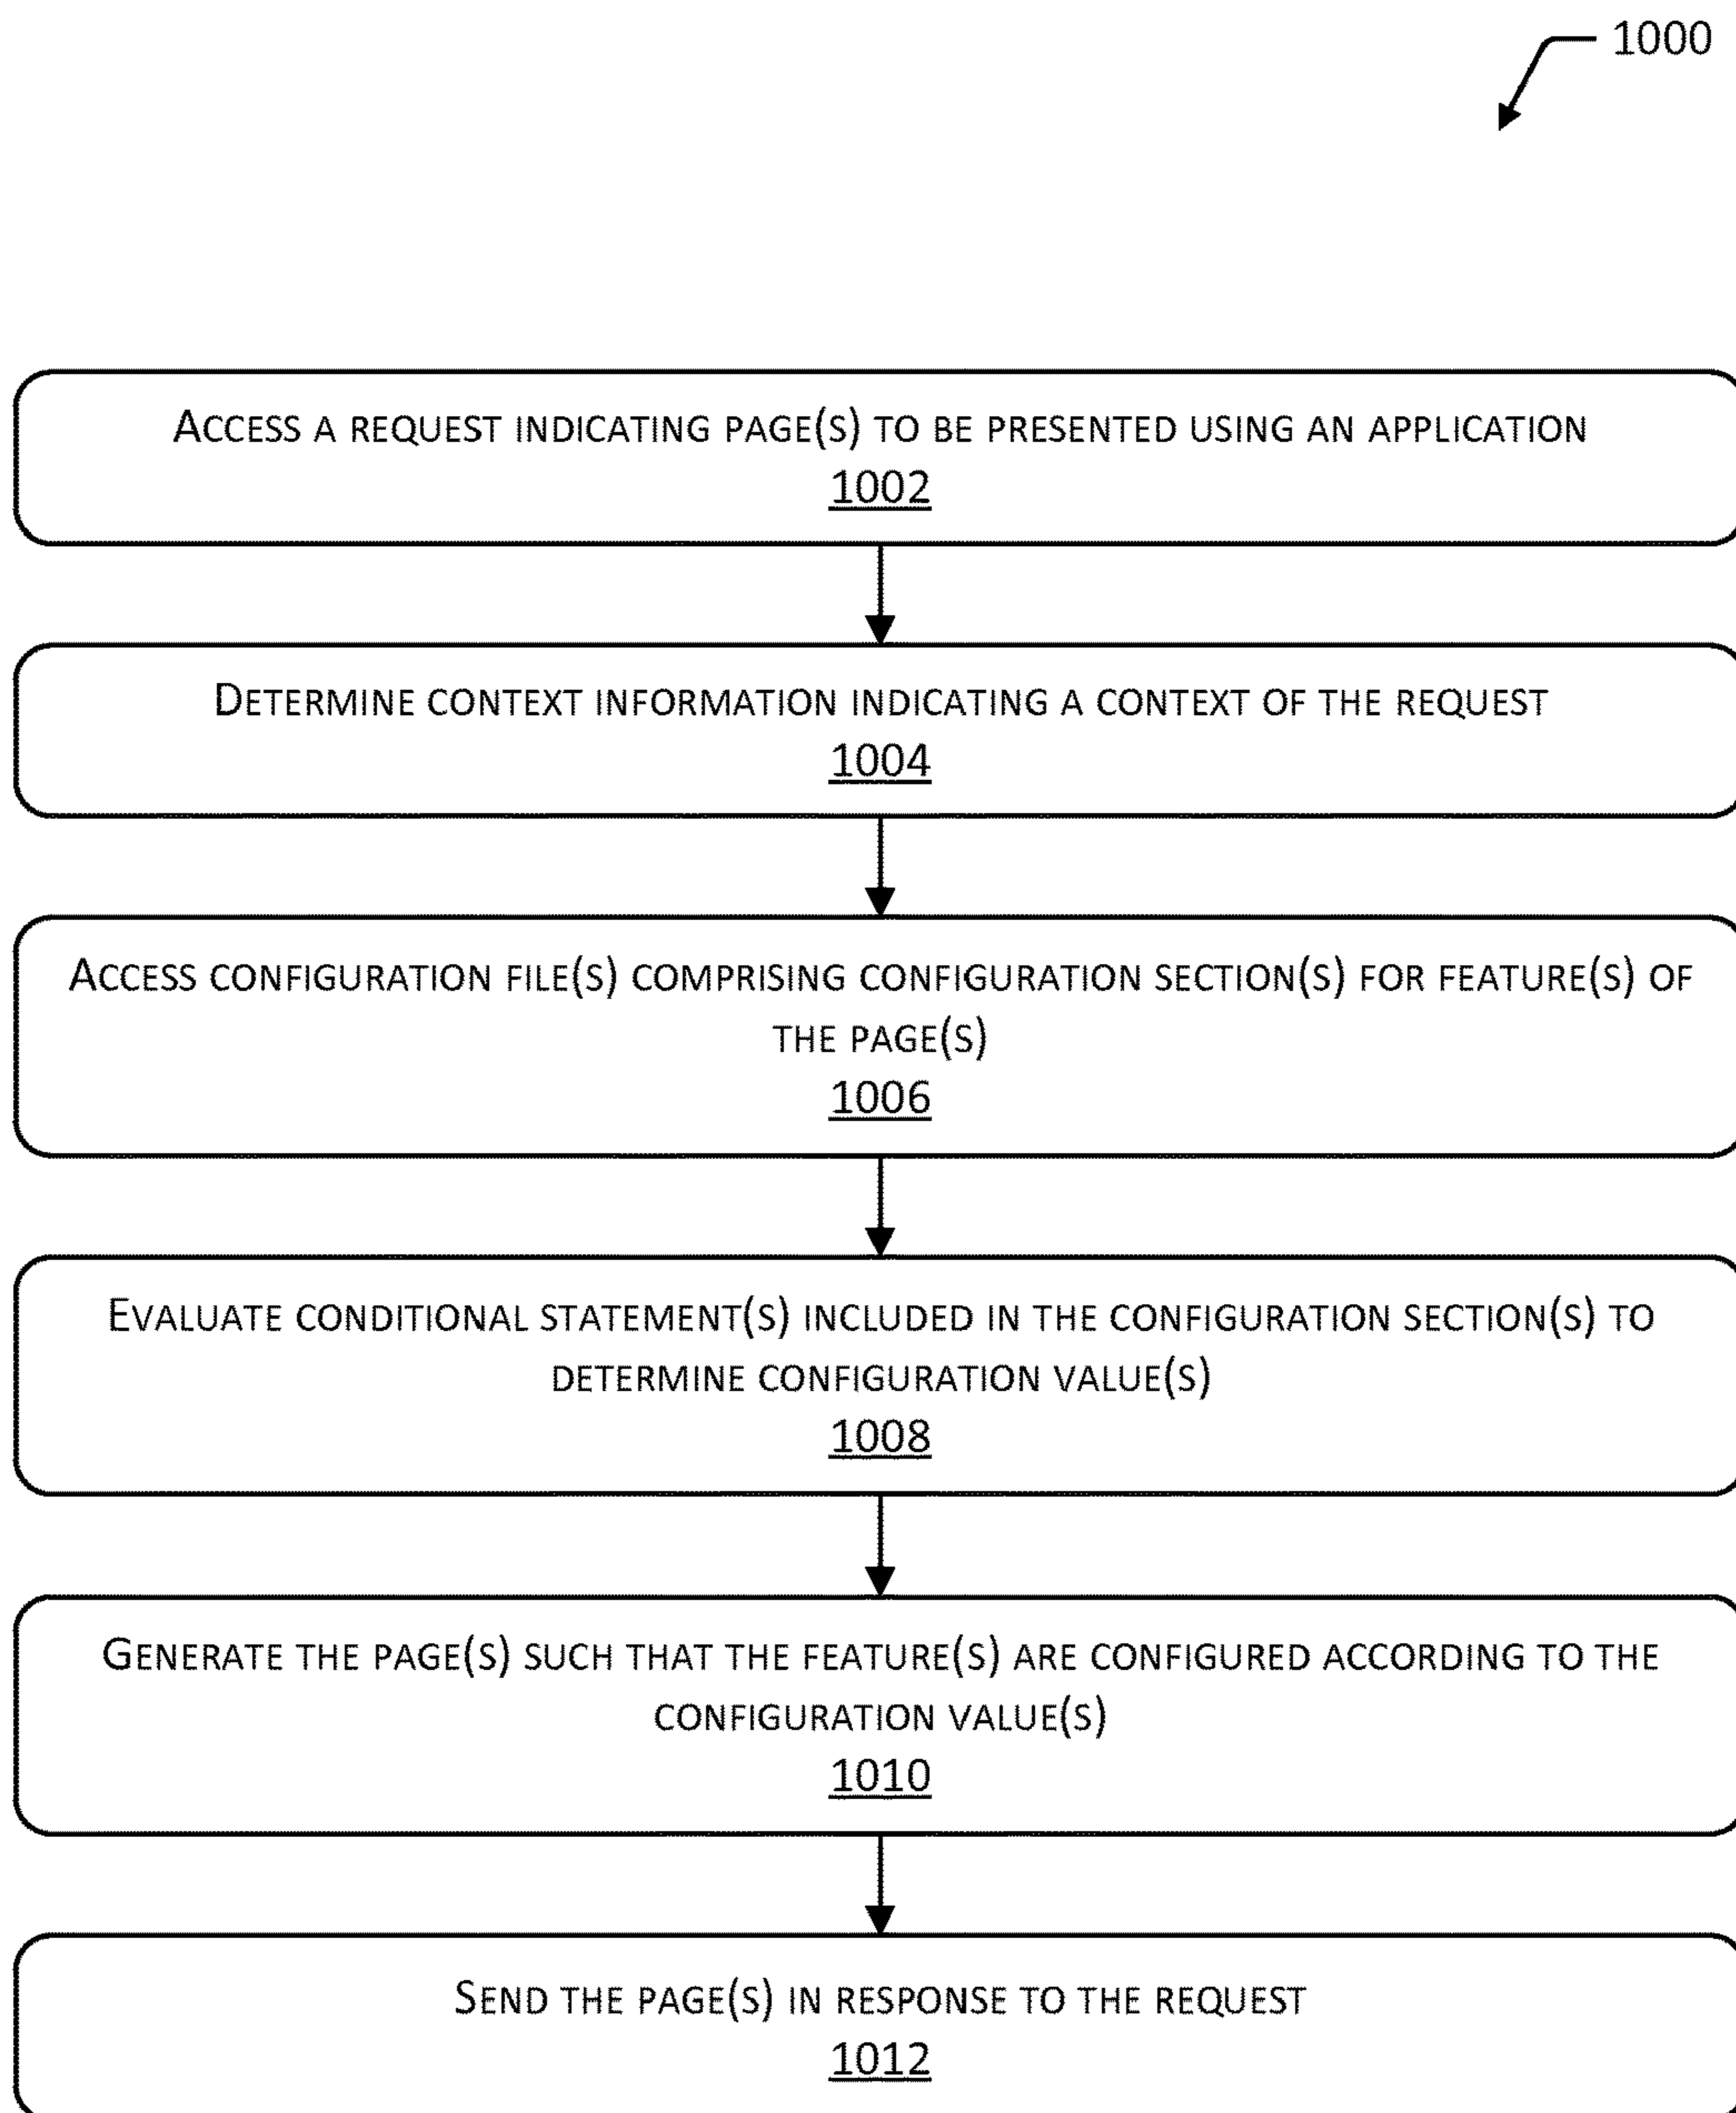 1000
ACCESS A REQUEST INDICATING PAGE(S) TO BE PRESENTED USING AN APPLICATION
1002
DETERMINE CONTEXT INFORMATION INDICATING A CONTEXT OF THE REQUEST
1004
ACCESS CONFIGURATION FILE(S) COMPRISING CONFIGURATION SECTION(S) FOR FEATURE(S) OF
THE PAGE(S)
1006
EVALUATE CONDITIONAL STATEMENT(S) INCLUDED IN THE CONFIGURATION SECTION(S) TO
DETERMINE CONFIGURATION VALUE(S)
1008
GENERATE THE PAGE(S) SUCH THAT THE FEATURE(S) ARE CONFIGURED ACCORDING TO THE
CONFIGURATION VALUE(S)
1010
SEND THE PAGE(S) IN RESPONSE TO THE REQUEST
1012